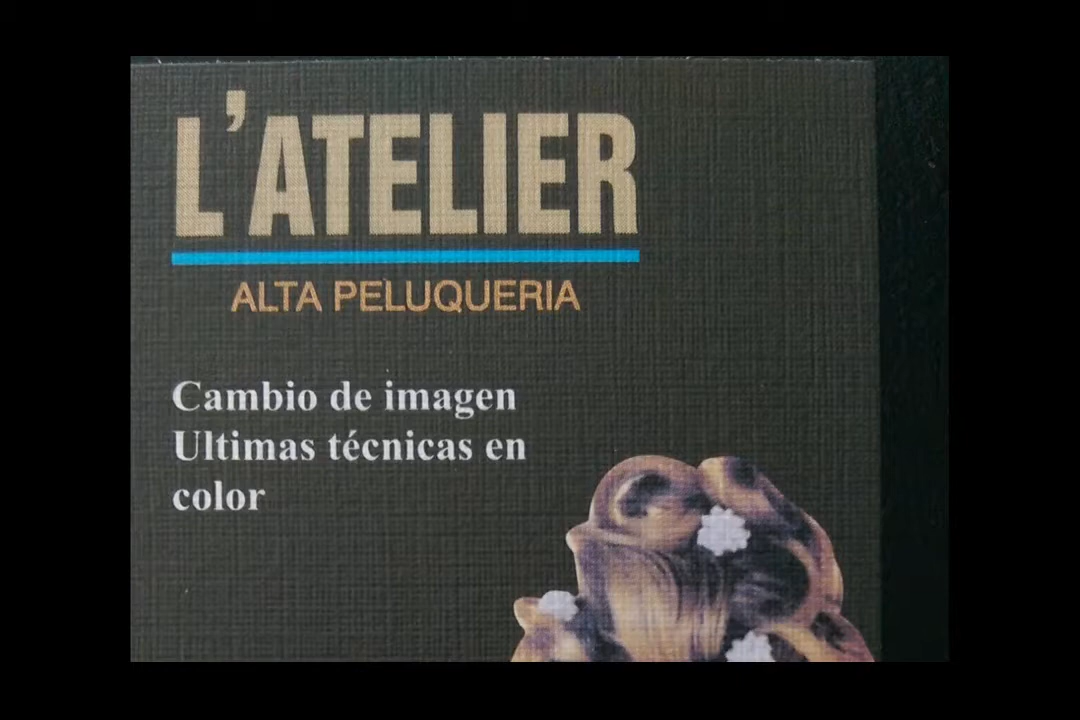 L'ATELIER
ALTA PELUQUERIA
Cambio de imagen
Ultimas técnicas en
color